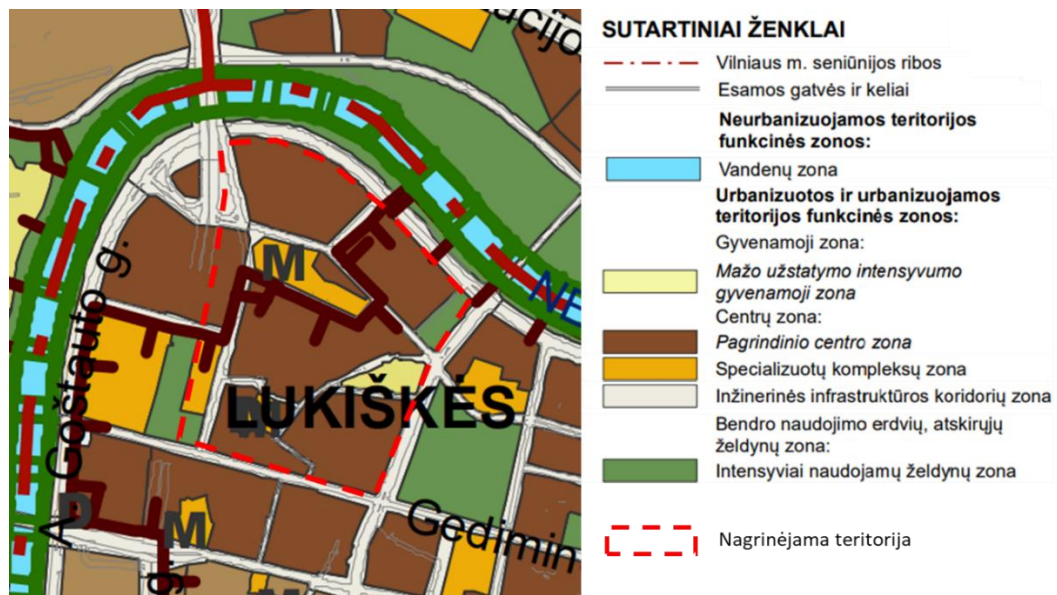 ucijo
M
NE
A. Goštauto g.
LUKIŠKĖS
M
Gedimin
P
M
g.
M
SUTARTINIAI ŽENKLAI
Vilniaus m. seniūnijos ribos
Esamos gatvės ir keliai
Neurbanizuojamos teritorijos
funkcinės zonos:
Vandenų zona
Urbanizuotos ir urbanizuojamos
teritorijos funkcinės zonos:
Gyvenamoji zona:
Mažo užstatymo intensyvumo
gyvenamoji zona
Centrų zona:
Pagrindinio centro zona
Specializuotų kompleksų zona
Inžinerinės infrastruktūros koridorių zona
Bendro naudojimo erdvių, atskirųjų
želdynų zona:
Intensyviai naudojamų želdynų zona
Nagrinėjama teritorija